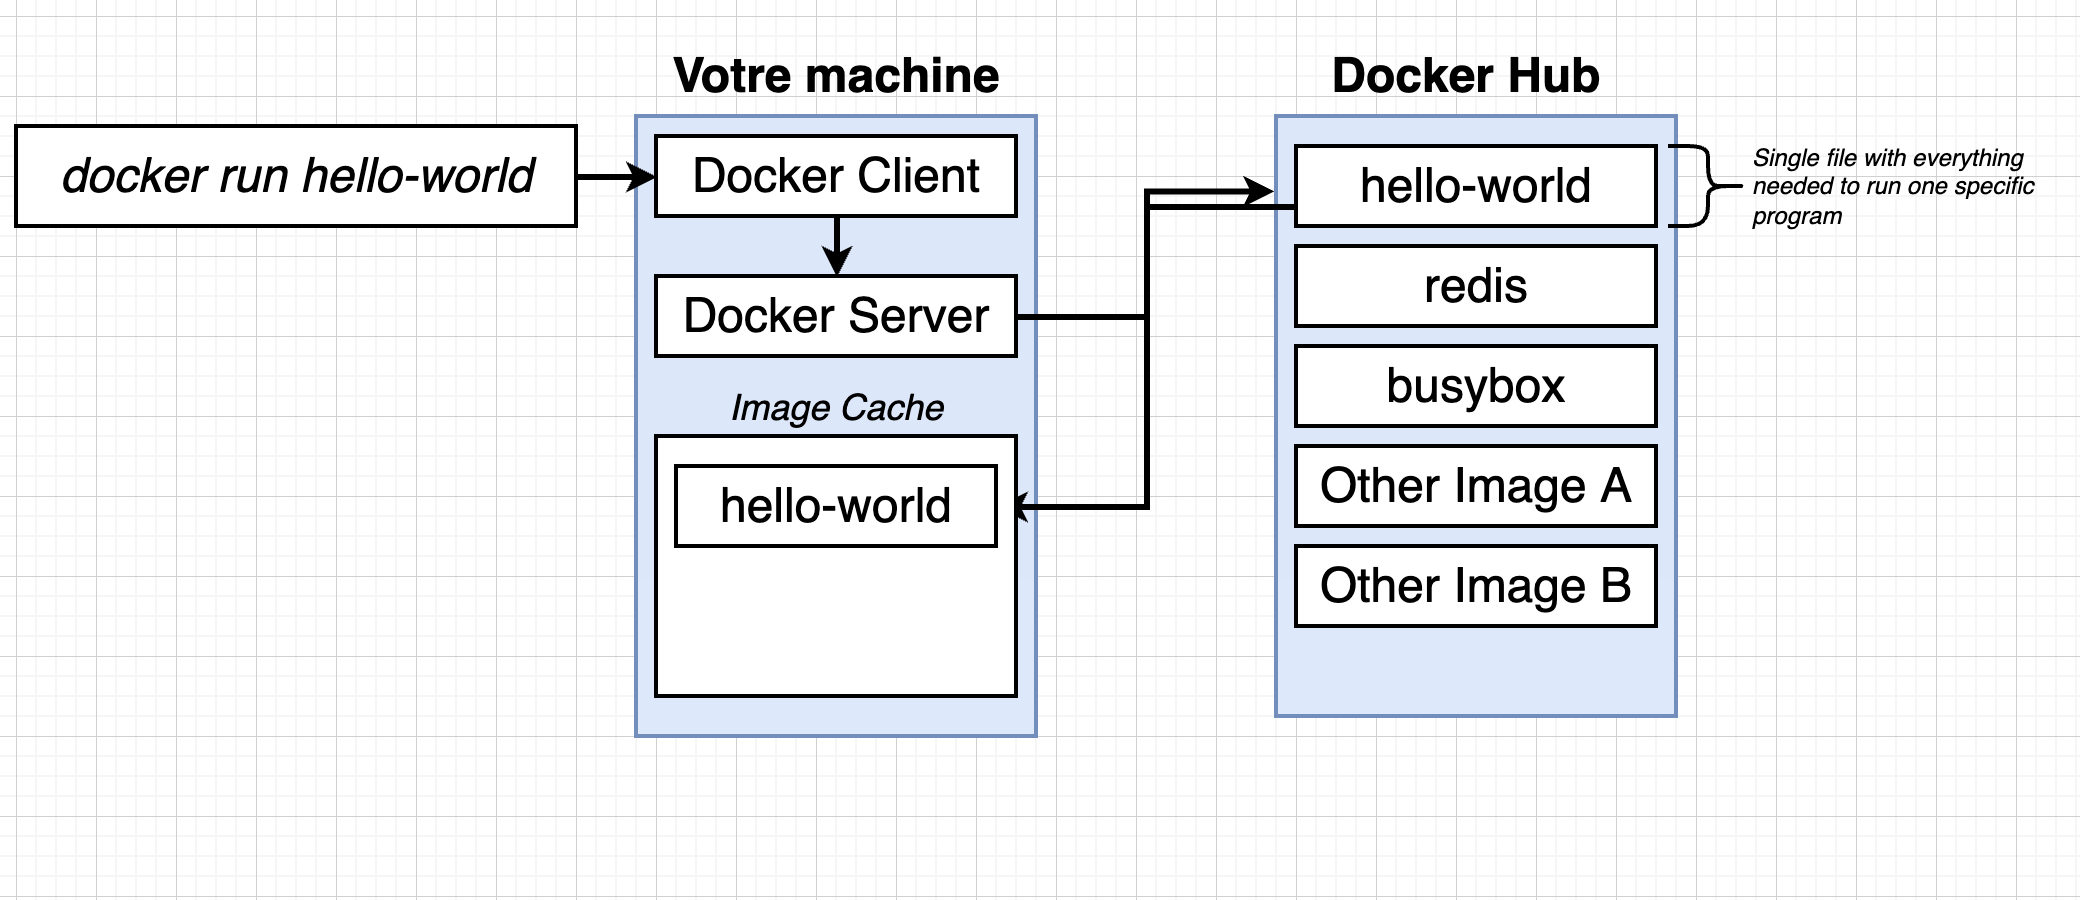 Votre machine
Docker Hub
docker run hello-world
Docker Client
Docker Server
Image Cache
hello-world
hello-world
redis
busybox
Other Image A
Other Image B
Single file with everything
needed to run one specific
program